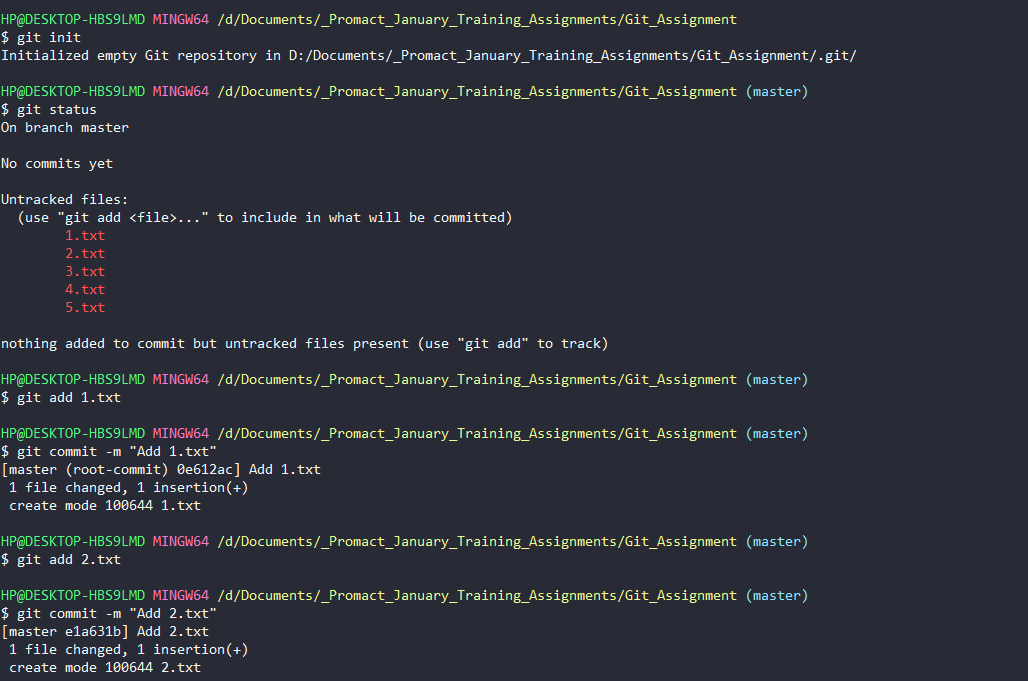 HP@DESKTOP-HBS9LMD MINGW64 /d/Documents/_Promact_January_Training_Assignments/Git_Assignment
$ git init
Initialized empty Git repository in D:/Documents/_Promact_January_Training_Assignments/Git_Assignment/.git/

HP@DESKTOP-HBS9LMD MINGW64 /d/Documents/_Promact_January_Training_Assignments/Git_Assignment (master)
$ git status
On branch master

No commits yet

Untracked files:
  (use "git add <file>..." to include in what will be committed)
        1.txt
        2.txt
        3.txt
        4.txt
        5.txt

nothing added to commit but untracked files present (use "git add" to track)

HP@DESKTOP-HBS9LMD MINGW64 /d/Documents/_Promact_January_Training_Assignments/Git_Assignment (master)
$ git add 1.txt

HP@DESKTOP-HBS9LMD MINGW64 /d/Documents/_Promact_January_Training_Assignments/Git_Assignment (master)
$ git commit -m "Add 1.txt"
[master (root-commit) 0e612ac] Add 1.txt
 1 file changed, 1 insertion(+)
 create mode 100644 1.txt

HP@DESKTOP-HBS9LMD MINGW64 /d/Documents/_Promact_January_Training_Assignments/Git_Assignment (master)
$ git add 2.txt

HP@DESKTOP-HBS9LMD MINGW64 /d/Documents/_Promact_January_Training_Assignments/Git_Assignment (master)
$ git commit -m "Add 2.txt"
[master e1a631b] Add 2.txt
 1 file changed, 1 insertion(+)
 create mode 100644 2.txt